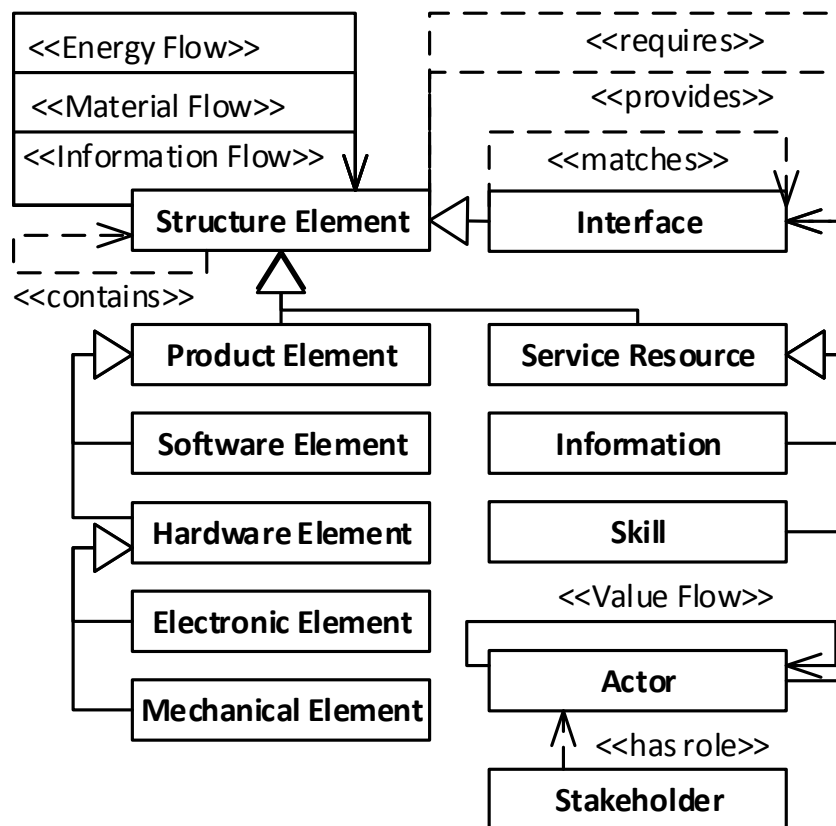 <<Energy Flow>>
<<requires>>
<<Material Flow>>
<<provides>>
<<Information Flow>>
<<matches>>
Structure Element
Interface
<<contains>>
Product Element
Service Resource
Software Element
Information
Hardware Element
Skill
<<Value Flow>>
Electronic Element
Actor
Mechanical Element
<<has role>>
Stakeholder